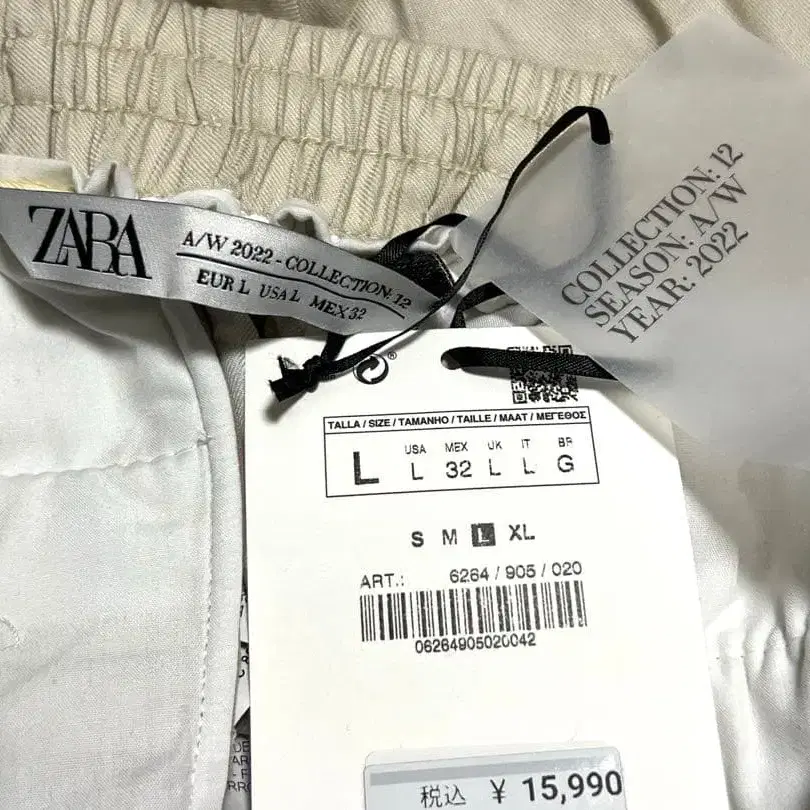 ZARA
A/W 2022 - COLLECTION: 12
EUR L USA L MEX 32
COLLECTION: 12
SEASON: A/W
YEAR: 2022
TALLA / SIZE / TAMANHO / TAILLE / MAAT / ΜΕΓΕΘΟΣ
USA MEX UK IT BR
L L 32 L L G
S M L XL
ART.: 6264 / 905 / 020
06264905020042
税込 ¥ 15,990